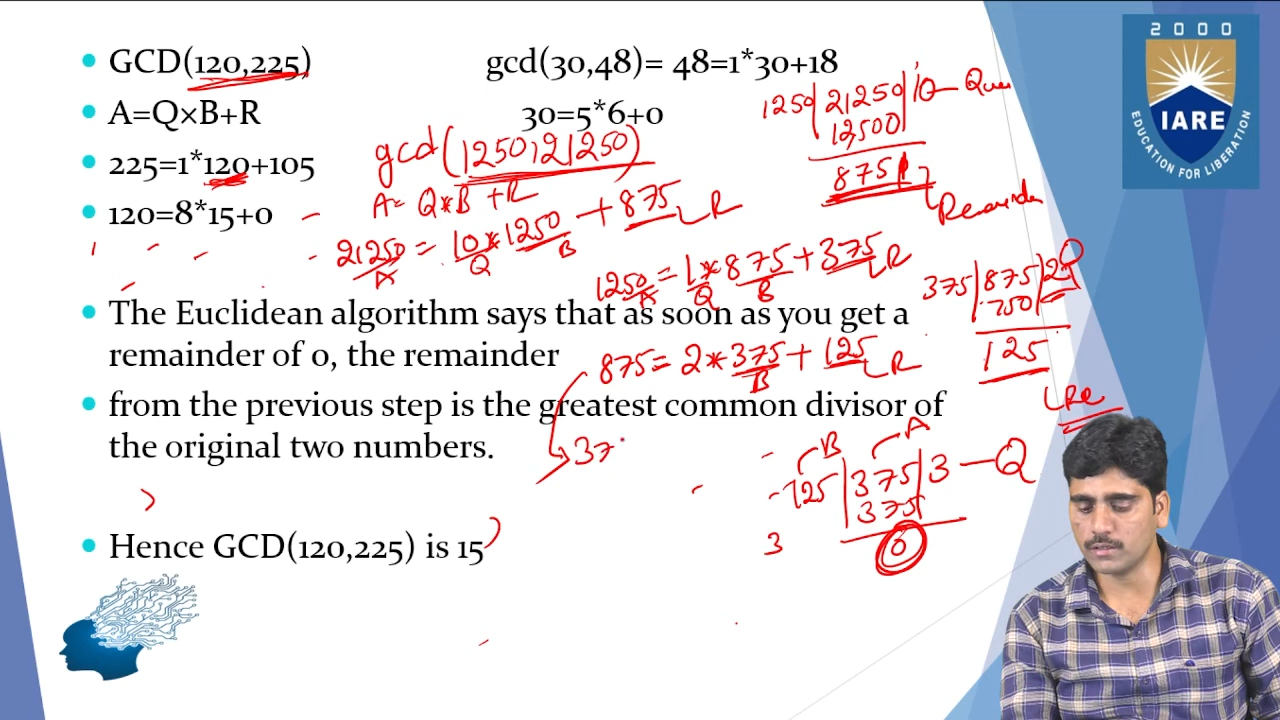 GCD(120,225)
gcd(30,48)= 48=1*30+18
A=Q×B+R
30=5*6+0
225=1*120+105
120=8*15+0
gcd(1250,21250)
A= Q*B+R
21250 = 10*1250 + 875 R
A Q B
1250 21250 10
12500
875
Remainder
1250 = 1*875 + 375 R
A Q B
375 875 2 Q
750
125
Re
The Euclidean algorithm says that as soon as you get a
remainder of 0, the remainder
875 = 2*375 + 125 R
B
from the previous step is the greatest common divisor of
the original two numbers.
37
B A
125 375 3 — Q
375
0
3
Hence GCD(120,225) is 15
2000
IARE
EDUCATION FOR LIBERATION